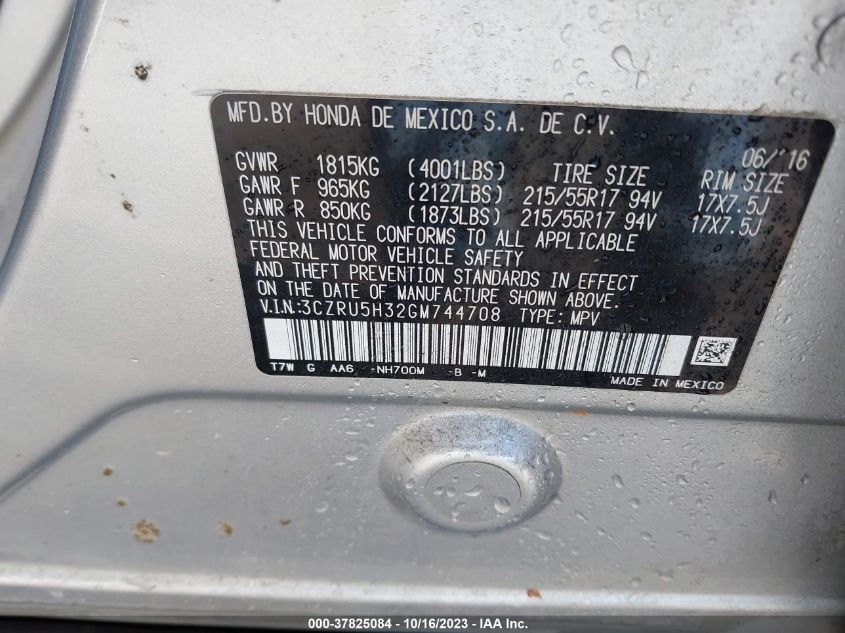 MFD.BY HONDA DE MEXICO S.A. DE C.V.
06/'16
GVWR 1815KG (4001LBS) TIRE SIZE RIM SIZE
GAWR F 965KG (2127LBS) 215/55R17 94V 17X7.5J
GAWR R 850KG (1873LBS) 215/55R17 94V 17X7.5J
THIS VEHICLE CONFORMS TO ALL APPLICABLE
FEDERAL MOTOR VEHICLE SAFETY
AND THEFT PREVENTION STANDARDS IN EFFECT
ON THE DATE OF MANUFACTURE SHOWN ABOVE.
V.I.N:3CZRU5H32GM744708 TYPE: MPV
T7W G AA6 -NH700M -B -M
MADE IN MEXICO
000-37825084 - 10/16/2023 - IAA Inc.